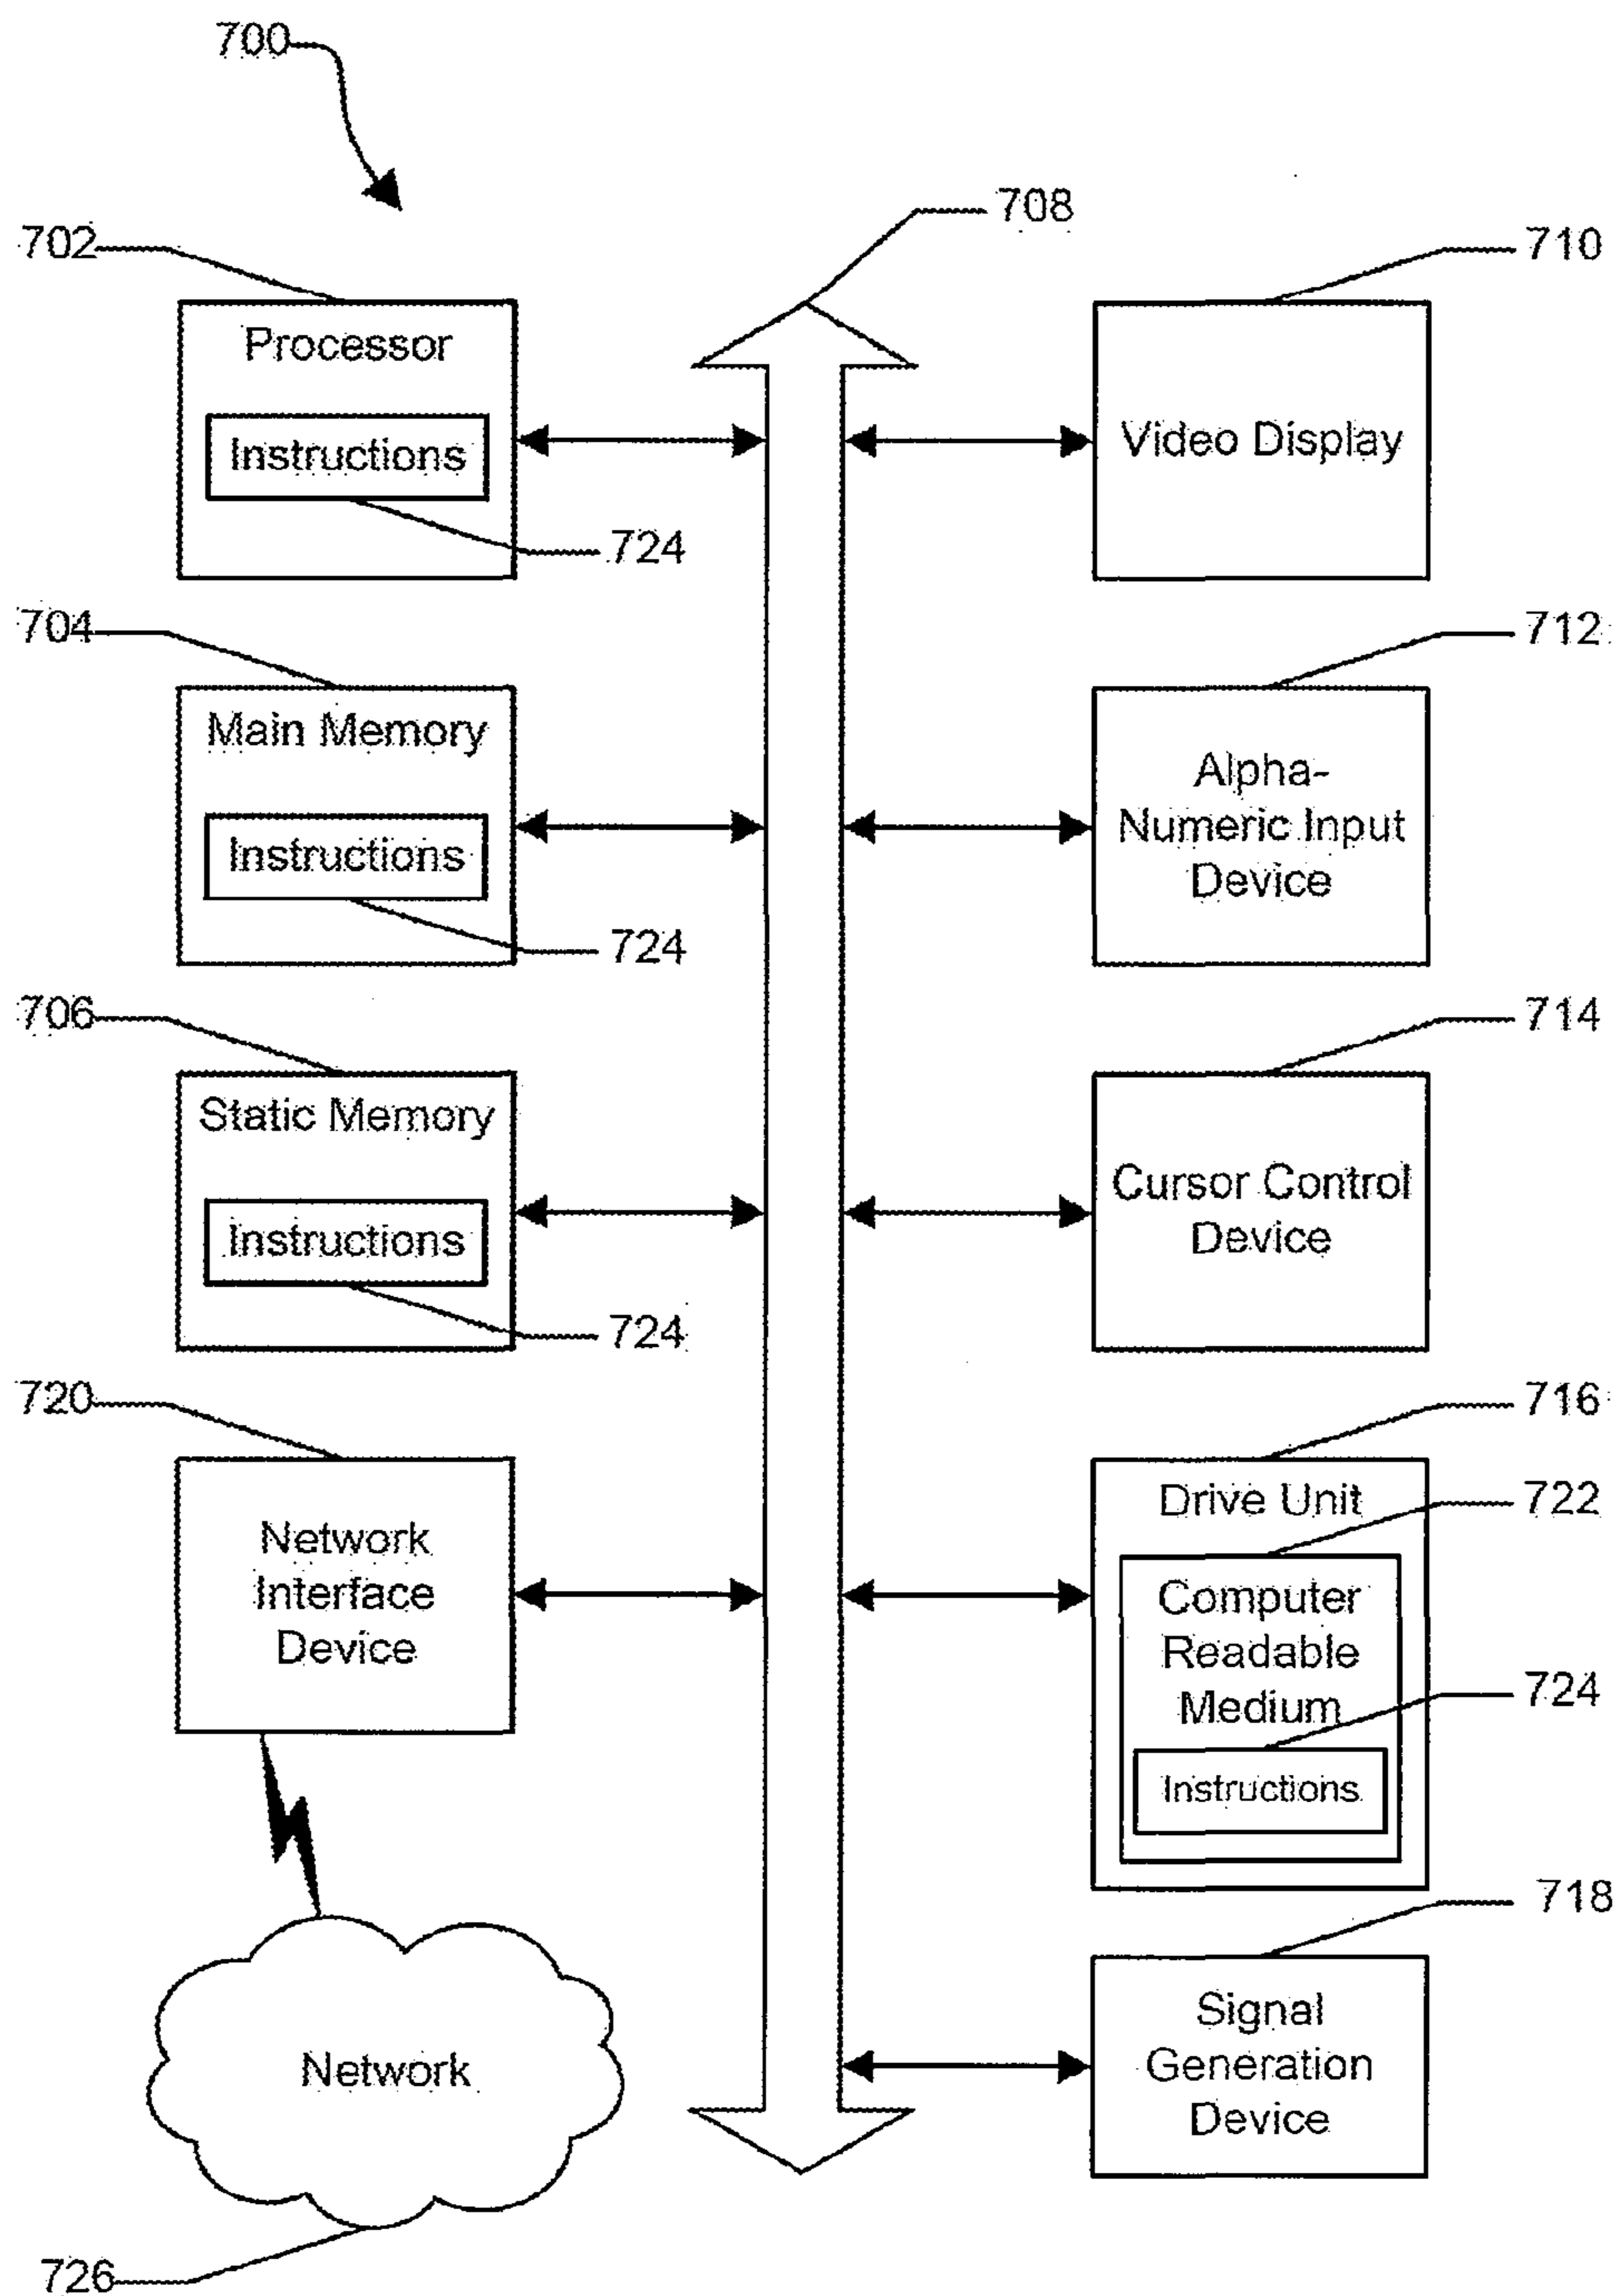 700
708
702
710
Processor
Instructions
724
Video Display
704
712
Main Memory
Instructions
724
Alpha-
Numeric Input
Device
706
714
Static Memory
Instructions
724
Cursor Control
Device
720
716
Network
Interface
Device
Drive Unit
722
Computer
Readable
Medium
724
Instructions
718
Network
Signal
Generation
Device
726